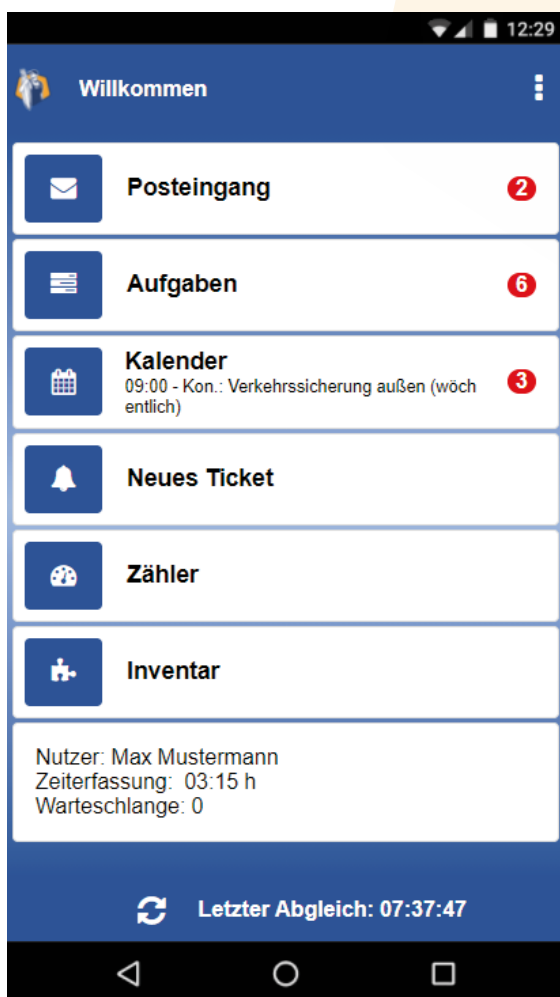 12:29
Willkommen
Posteingang 2
Aufgaben 6
Kalender
09:00 - Kon.: Verkehrssicherung außen (wöch
entlich) 3
Neues Ticket
Zähler
Inventar
Nutzer: Max Mustermann
Zeiterfassung: 03:15 h
Warteschlange: 0
Letzter Abgleich: 07:37:47